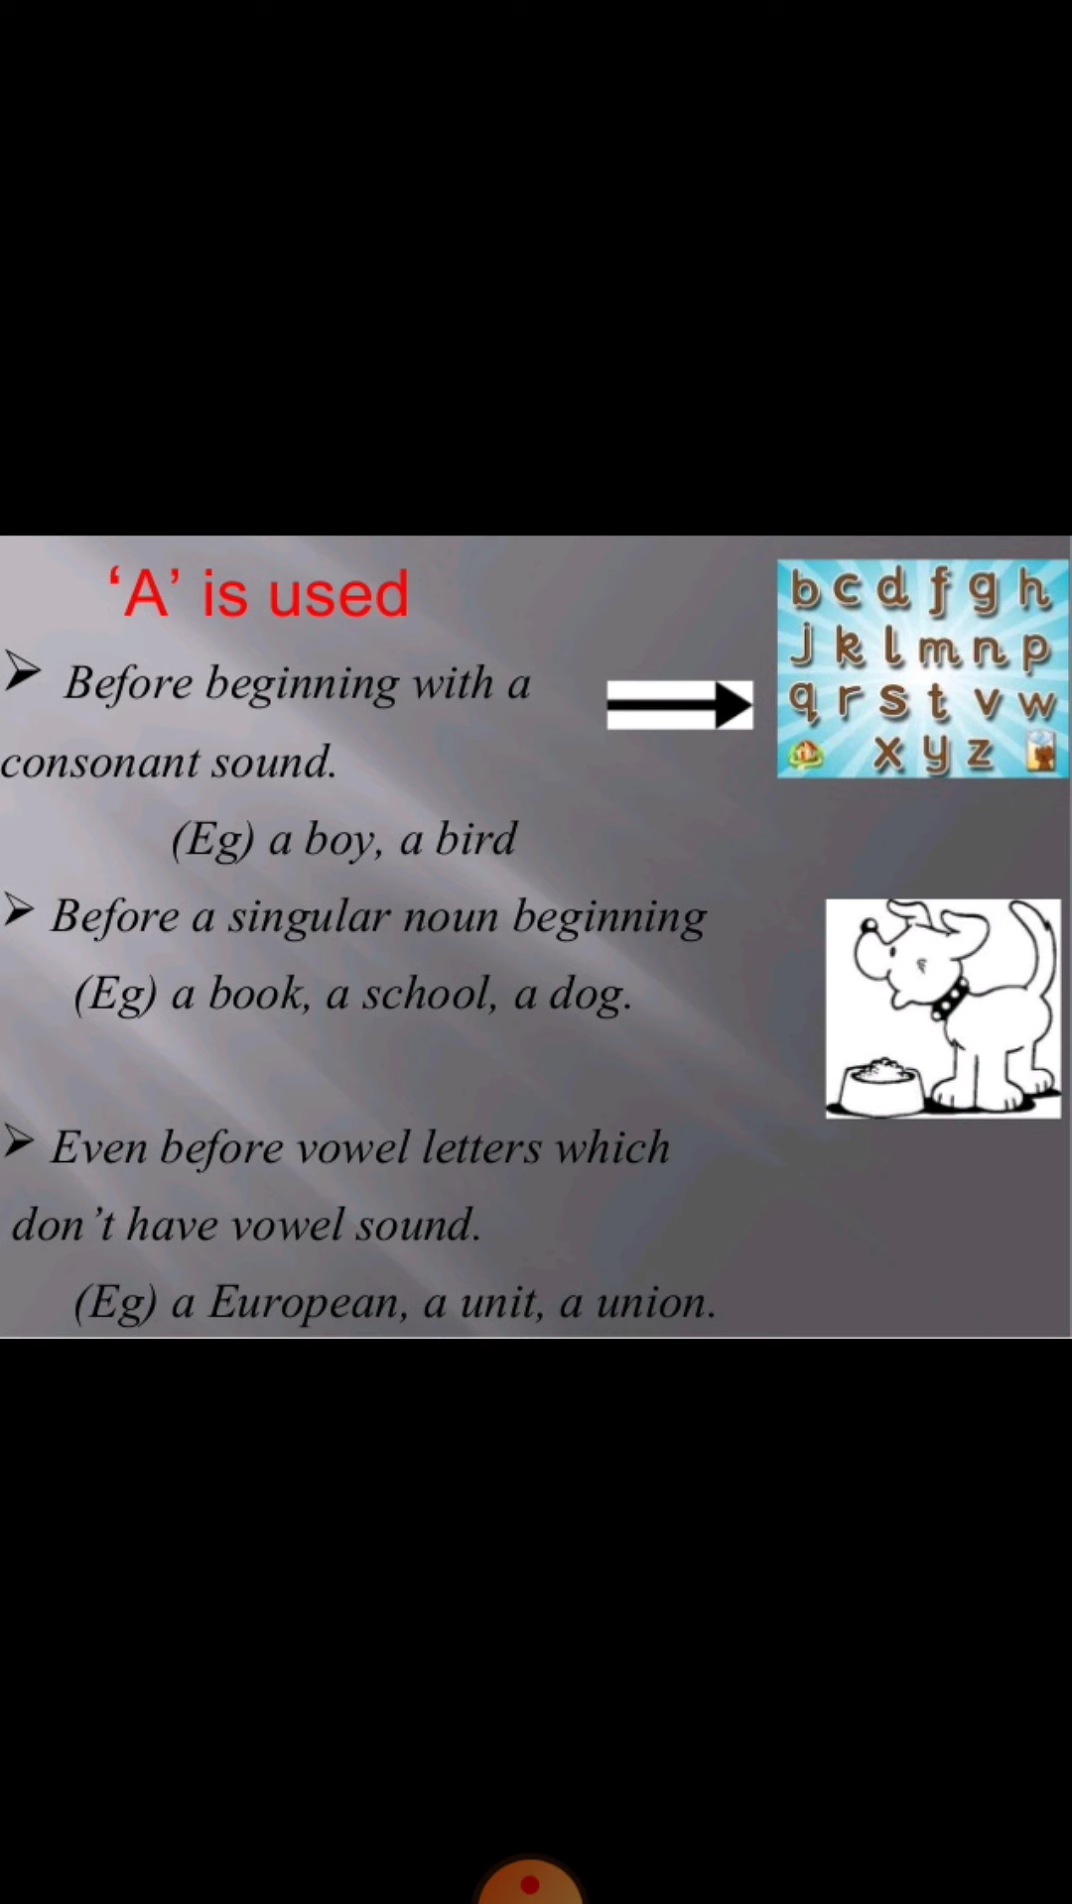 ‘A’ is used
➢ Before beginning with a
consonant sound.
(Eg) a boy, a bird
➢ Before a singular noun beginning
(Eg) a book, a school, a dog.
➢ Even before vowel letters which
don’t have vowel sound.
(Eg) a European, a unit, a union.
b c d f g h
j k l m n p
q r s t v w
x y z